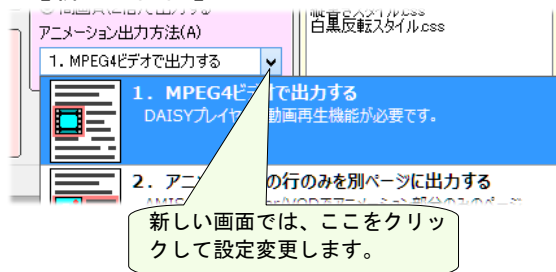 アニメーション出力方法(A)
白黒反転スタイル.css
1. MPEG4ビデオで出力する
1. MPEG4ビデオで出力する
DAISYプレイヤ 動画再生機能が必要です。
2. アニ の行のみを別ページに出力する
新しい画面では、ここをクリッ
クして設定変更します。